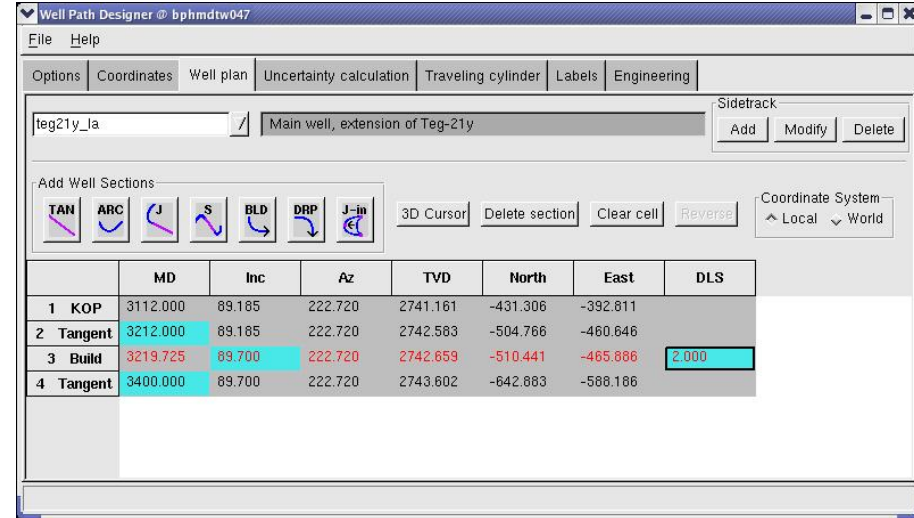 Well Path Designer @ bphmdtw047
File Help
Options Coordinates Well plan Uncertainty calculation Traveling cylinder Labels Engineering
Sidetrack
teg21y_la / Main well, extension of Teg-21y Add Modify Delete
Add Well Sections
TAN ARC J S BLD DRP J-in 3D Cursor Delete section Clear cell Reverse
Coordinate System
Local World
MD Inc Az TVD North East DLS
1 KOP 3112.000 89.185 222.720 2741.161 -431.306 -392.811
2 Tangent 3212.000 89.185 222.720 2742.583 -504.766 -460.646
3 Build 3219.725 89.700 222.720 2742.659 -510.441 -465.886 2.000
4 Tangent 3400.000 89.700 222.720 2743.602 -642.883 -588.186